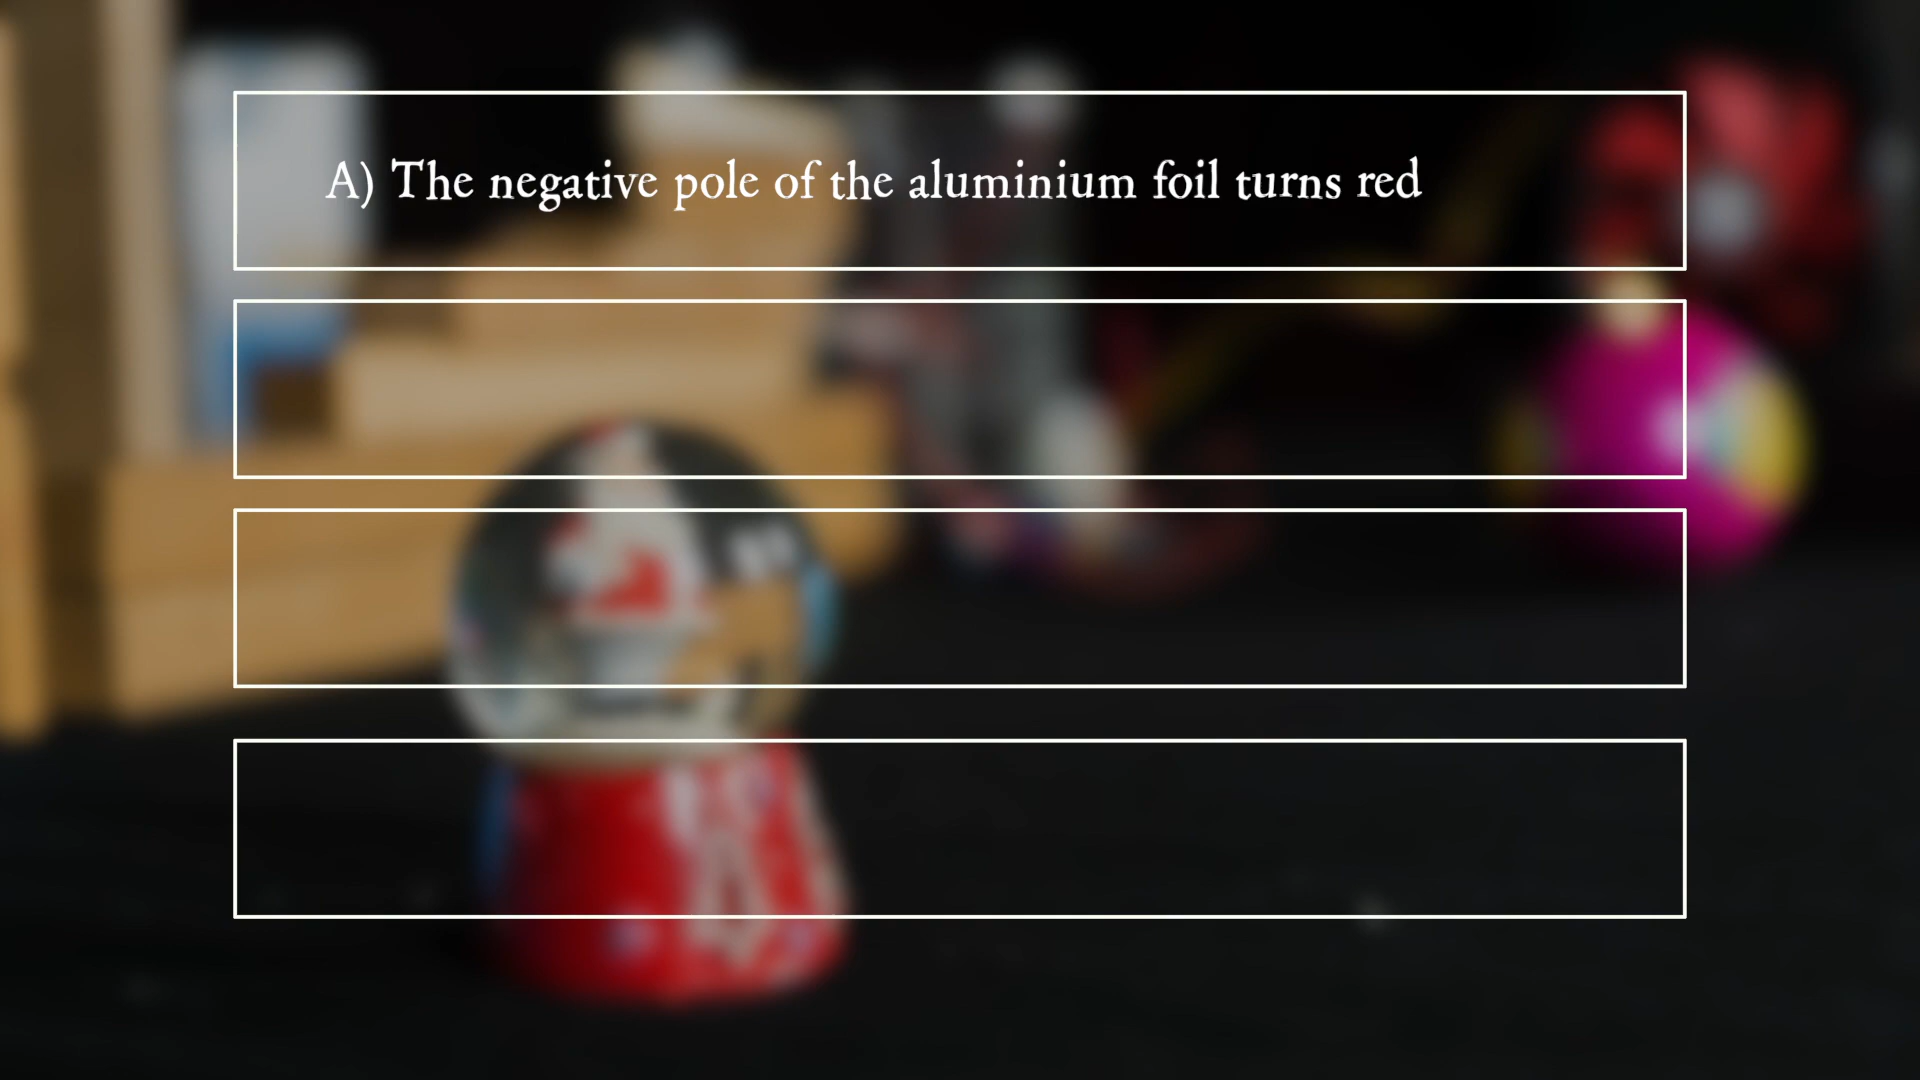 A) The negative pole of the aluminium foil turns red